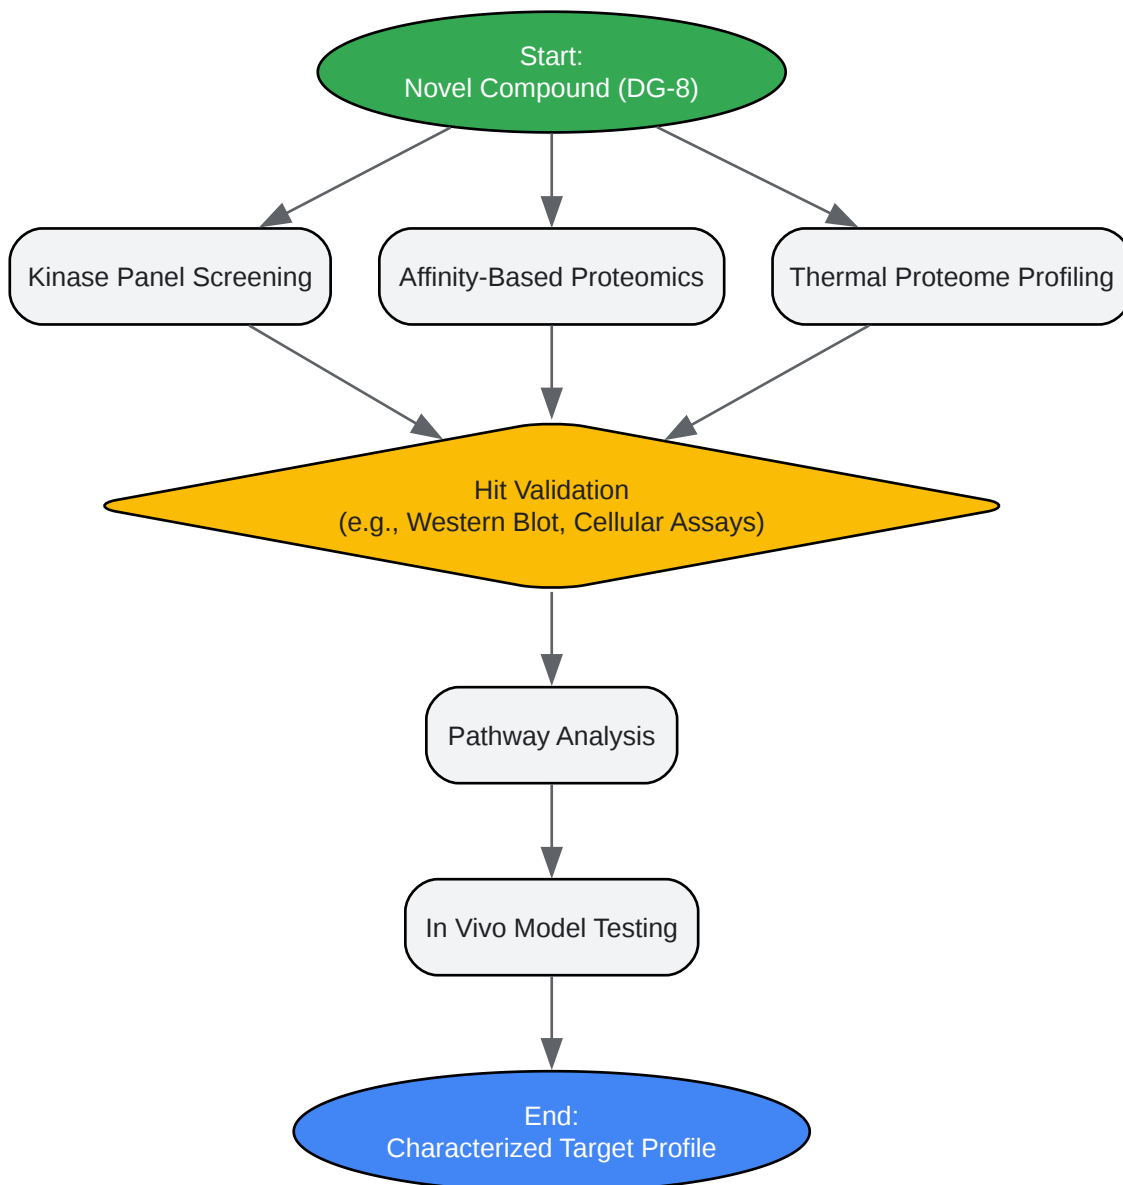 Start:
Novel Compound (DG-8)
Kinase Panel Screening
Affinity-Based Proteomics
Thermal Proteome Profiling
Hit Validation
(e.g., Western Blot, Cellular Assays)
Pathway Analysis
In Vivo Model Testing
End:
Characterized Target Profile